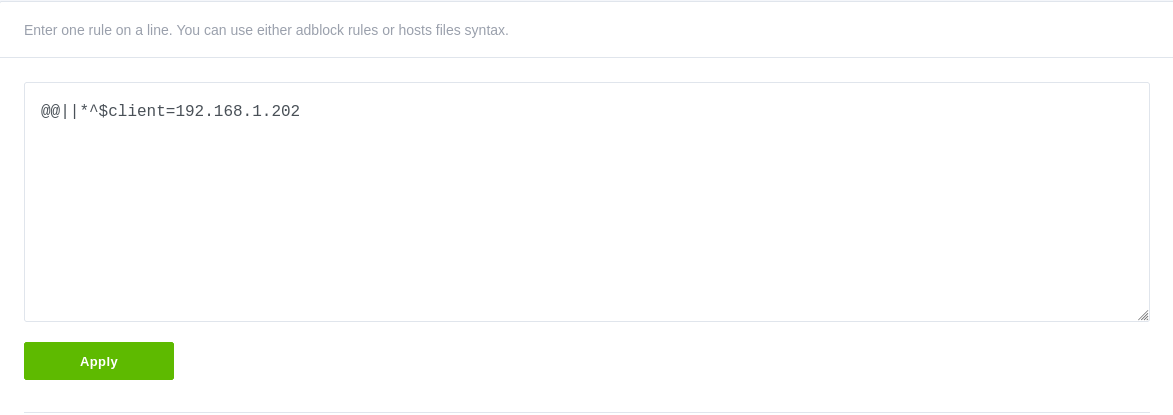 Enter one rule on a line. You can use either adblock rules or hosts files syntax.
@@||*^$client=192.168.1.202
Apply